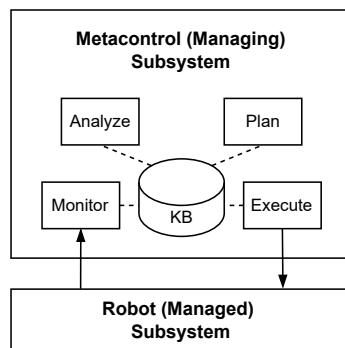 Metacontrol (Managing)
Subsystem
Analyze
Plan
Monitor
KB
Execute
Robot (Managed)
Subsystem